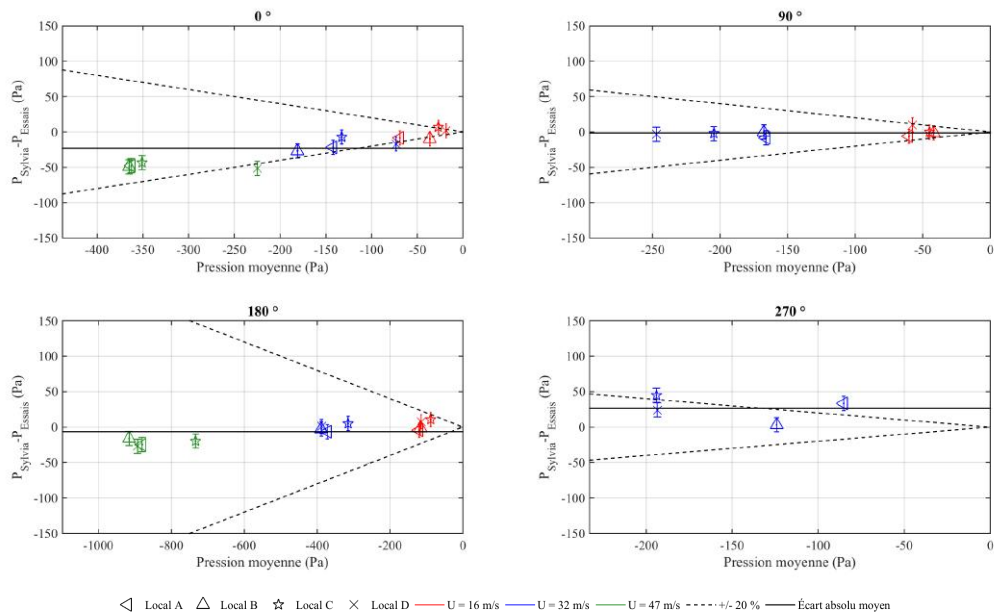 0 °
P Sylvia-P Essais (Pa)
150
100
50
0
-50
-100
-150
-400 -350 -300 -250 -200 -150 -100 -50 0
Pression moyenne (Pa)
90 °
P Sylvia-P Essais (Pa)
150
100
50
0
-50
-100
-150
-250 -200 -150 -100 -50 0
Pression moyenne (Pa)
180 °
P Sylvia-P Essais (Pa)
150
100
50
0
-50
-100
-150
-1000 -800 -600 -400 -200 0
Pression moyenne (Pa)
270 °
P Sylvia-P Essais (Pa)
150
100
50
0
-50
-100
-150
-200 -150 -100 -50 0
Pression moyenne (Pa)
Local A Local B Local C Local D U = 16 m/s U = 32 m/s U = 47 m/s +/- 20 % Écart absolu moyen